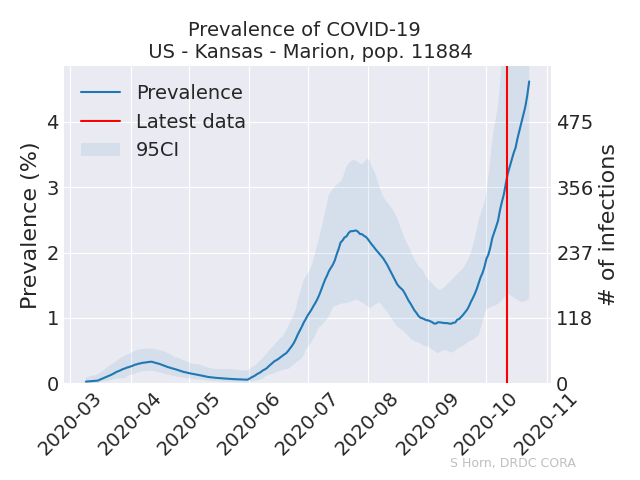 Prevalence of COVID-19
US - Kansas - Marion, pop. 11884
Prevalence
Latest data
95CI
Prevalence (%)
4
3
2
1
0
475
356
237
118
0
# of infections
2020-03
2020-04
2020-05
2020-06
2020-07
2020-08
2020-09
2020-10
2020-11
S Horn, DRDC CORA